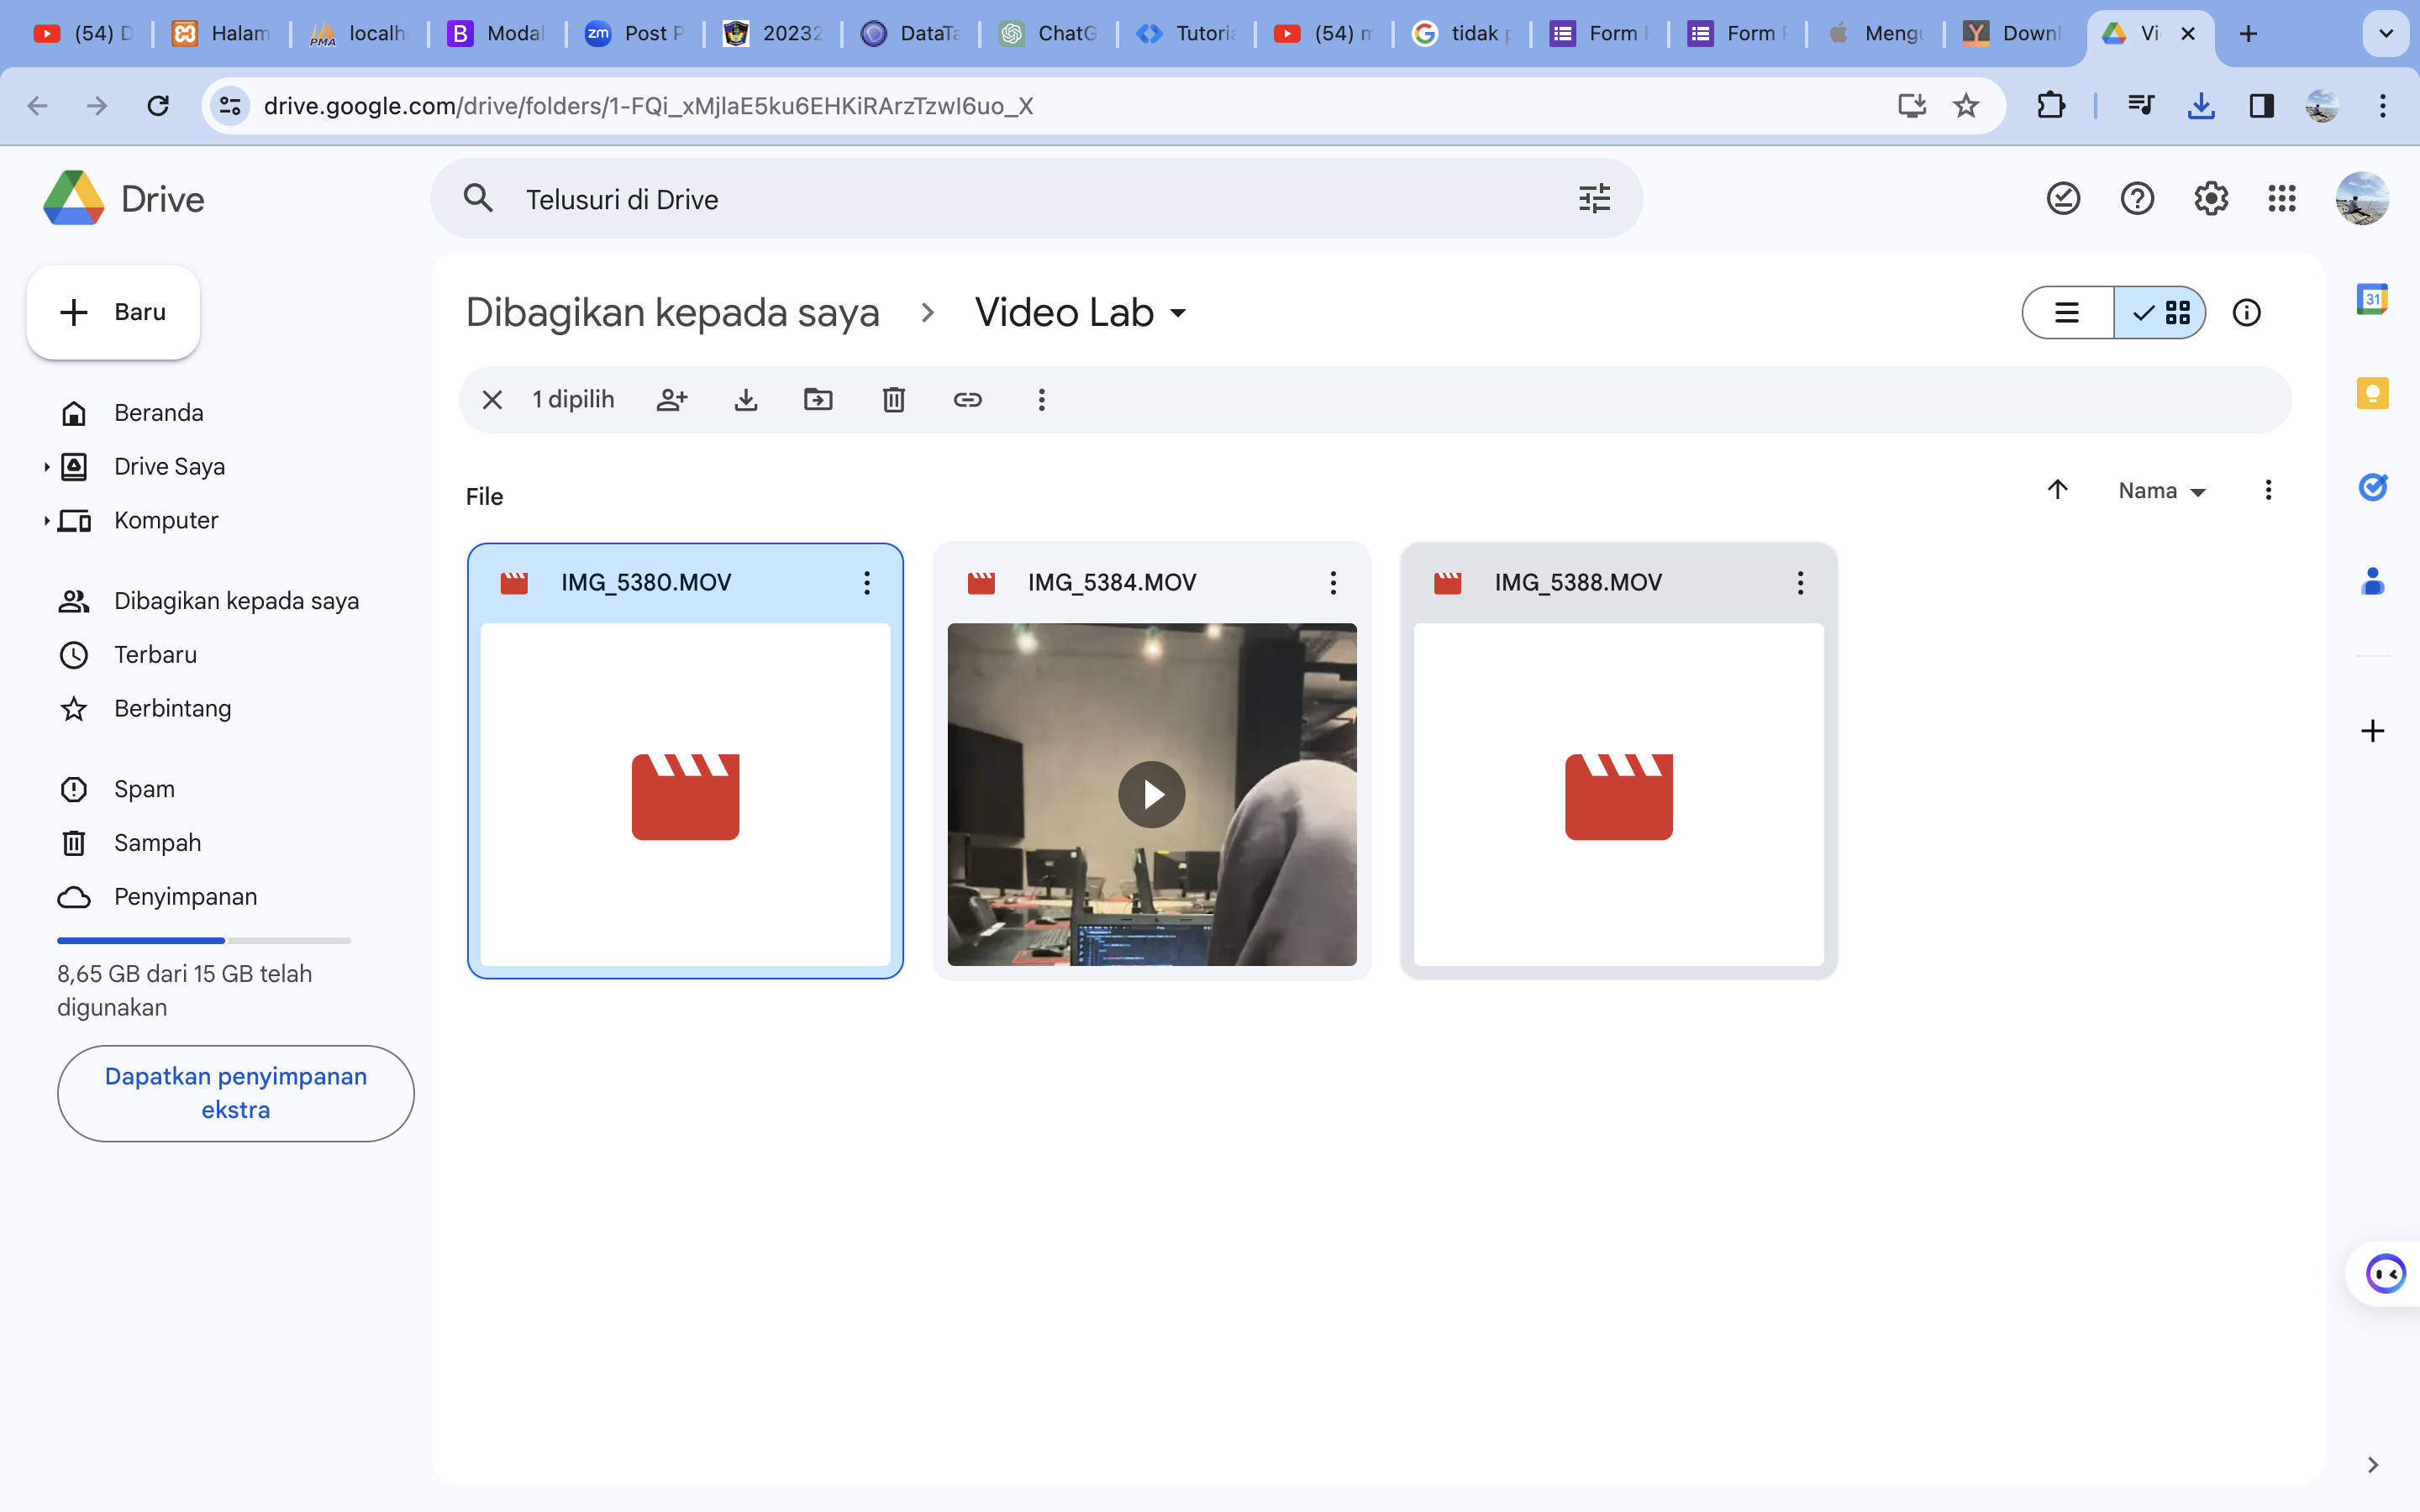 (54) D
Halam
localh
Modal
Post P
20232
DataTa
ChatG
Tutoria
(54) m
tidak p
Form
Form
Mengu
Downl
Vi
drive.google.com/drive/folders/1-FQi_xMjlaE5ku6EHKiRArzTzwI6uo_X
Drive
Telusuri di Drive
Baru
Beranda
Drive Saya
Komputer
Dibagikan kepada saya
Terbaru
Berbintang
Spam
Sampah
Penyimpanan
8,65 GB dari 15 GB telah
digunakan
Dapatkan penyimpanan
ekstra
Dibagikan kepada saya
Video Lab
1 dipilih
File
Nama
IMG_5380.MOV
IMG_5384.MOV
IMG_5388.MOV
31